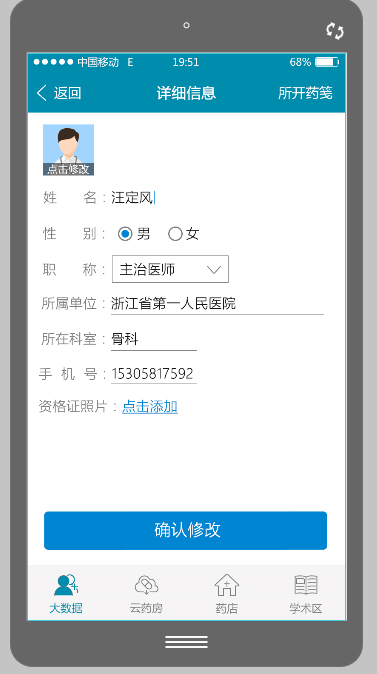 中国移动 E 19:51 68%
返回 详细信息 所开药笺
点击修改
姓 名：汪定风
性 别： 男 女
职 称： 主治医师
所属单位：浙江省第一人民医院
所在科室：骨科
手 机 号：15305817592
资格证照片：点击添加
确认修改
大数据 云药房 药店 学术区